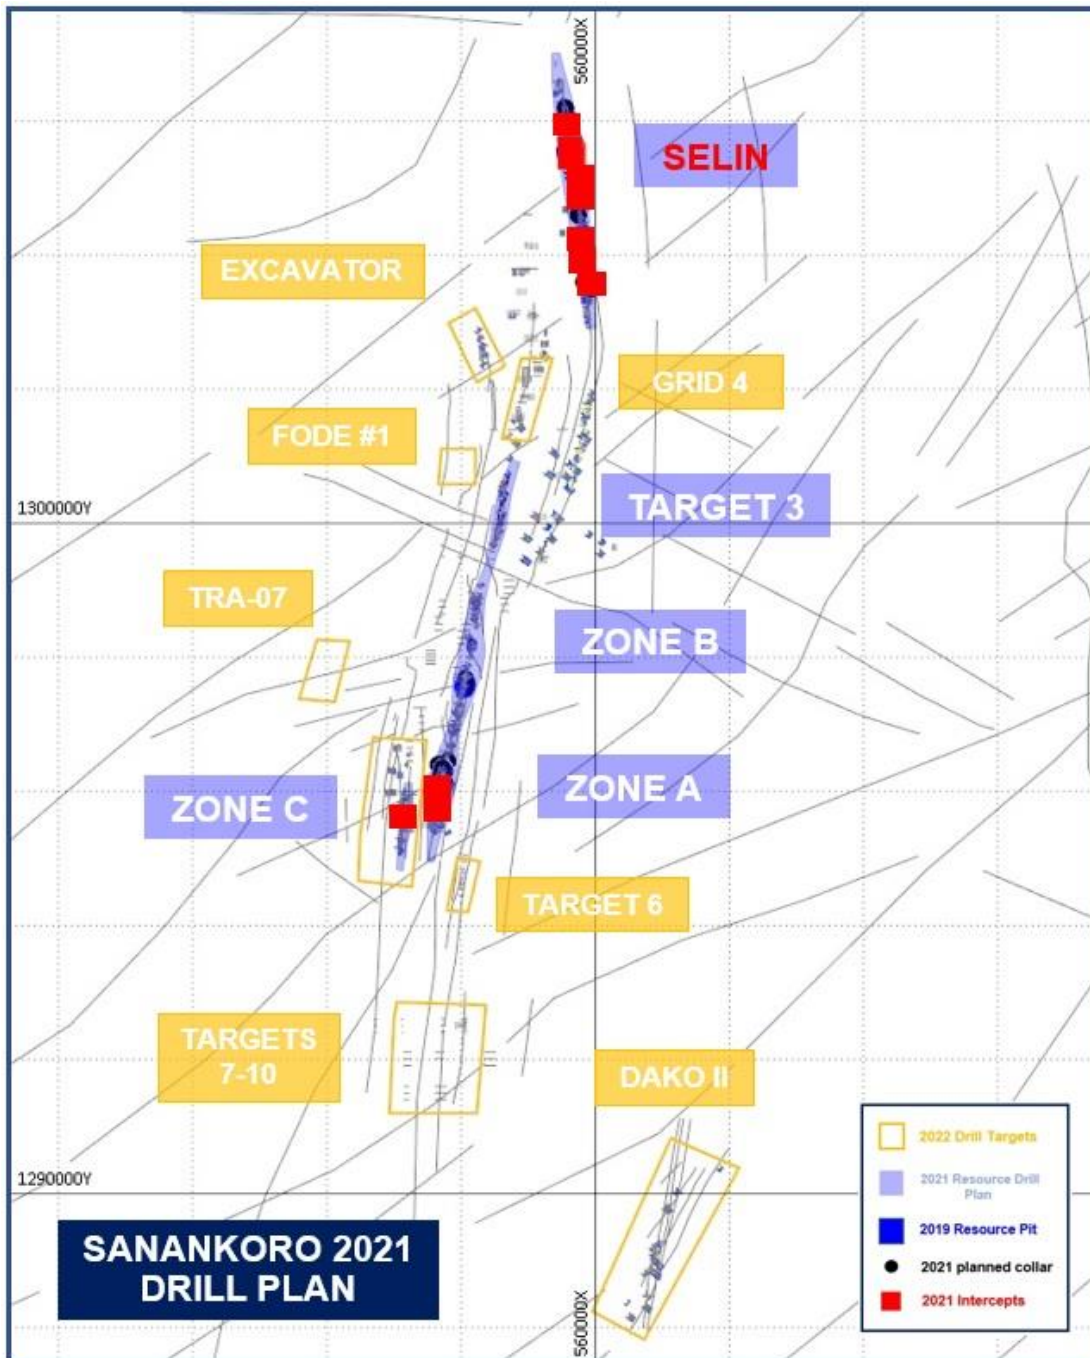 560000X
SELIN
EXCAVATOR
GRID 4
FODE #1
TARGET 3
1300000Y
TRA-07
ZONE B
ZONE A
ZONE C
TARGET 6
TARGETS
7-10
DAKO II
1290000Y
SANANKORO 2021
DRILL PLAN
560000X
2022 Drill Targets
2021 Resource Drill
Plan
2019 Resource Pit
2021 planned collar
2021 Intercepts